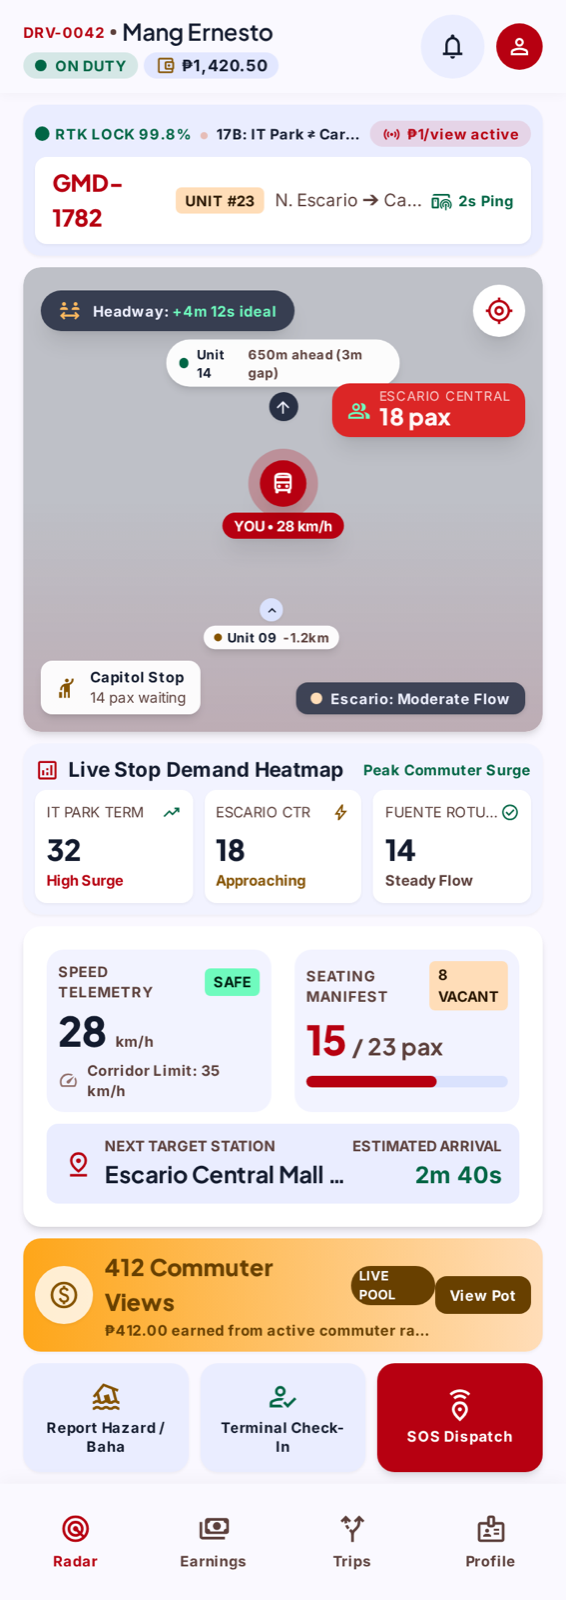 DRV-0042 • Mang Ernesto
ON DUTY ₱1,420.50
RTK LOCK 99.8% • 17B: IT Park ⇄ Car... ₱1/view active
GMD-
1782
UNIT #23 N. Escario ➔ Ca... 2s Ping
Headway: +4m 12s ideal
Unit
14
650m ahead (3m
gap)
ESCARIO CENTRAL
18 pax
YOU • 28 km/h
Unit 09 -1.2km
Capitol Stop
14 pax waiting
Escario: Moderate Flow
Live Stop Demand Heatmap Peak Commuter Surge
IT PARK TERM
32
High Surge
ESCARIO CTR
18
Approaching
FUENTE ROTU...
14
Steady Flow
SPEED
TELEMETRY
SAFE
28 km/h
Corridor Limit: 35
km/h
SEATING
MANIFEST
8
VACANT
15 / 23 pax
NEXT TARGET STATION
Escario Central Mall ...
ESTIMATED ARRIVAL
2m 40s
412 Commuter
Views
LIVE
POOL
₱412.00 earned from active commuter ra...
View Pot
Report Hazard /
Baha
Terminal Check-
In
SOS Dispatch
Radar Earnings Trips Profile